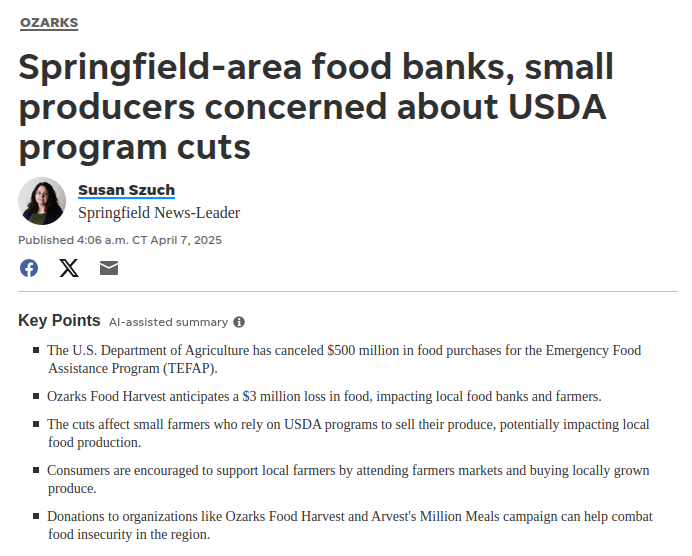 OZARKS
Springfield-area food banks, small
producers concerned about USDA
program cuts
Susan Szuch
Springfield News-Leader
Published 4:06 a.m. CT April 7, 2025
Key Points AI-assisted summary
The U.S. Department of Agriculture has canceled $500 million in food purchases for the Emergency Food
Assistance Program (TEFAP).
Ozarks Food Harvest anticipates a $3 million loss in food, impacting local food banks and farmers.
The cuts affect small farmers who rely on USDA programs to sell their produce, potentially impacting local
food production.
Consumers are encouraged to support local farmers by attending farmers markets and buying locally grown
produce.
Donations to organizations like Ozarks Food Harvest and Arvest's Million Meals campaign can help combat
food insecurity in the region.